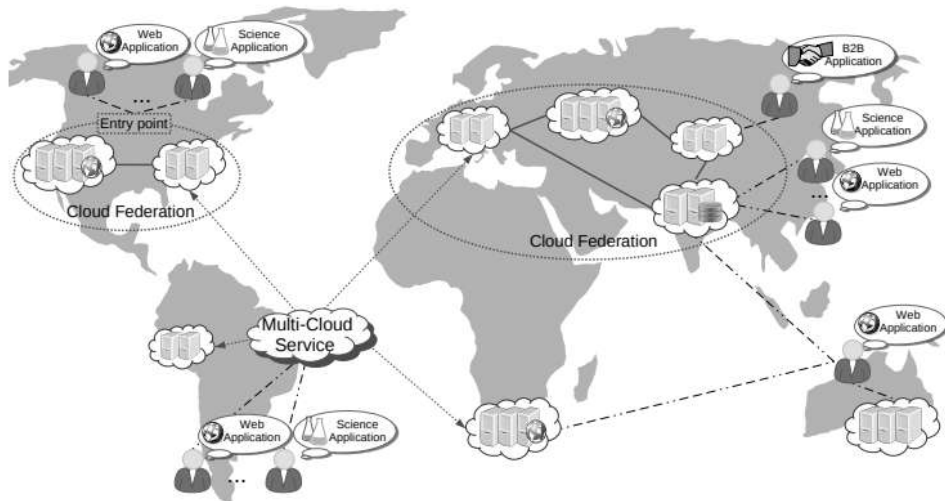 Web
Application
Science
Application
...
Entry point
Cloud Federation
B2B
Application
Science
Application
Web
Application
...
Cloud Federation
Multi-Cloud
Service
Web
Application
Web
Application
Science
Application
...